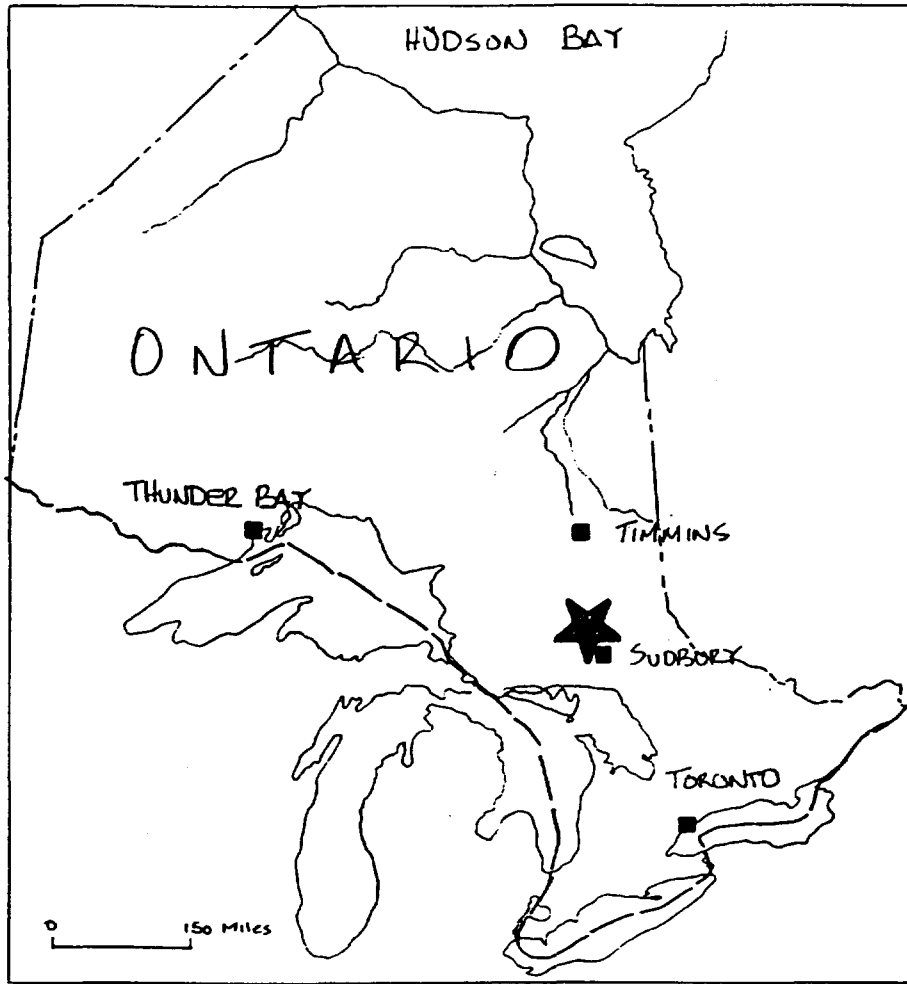 HUDSON BAY
ONTARIO
THUNDER BAY
TIMMINS
SUDBURY
TORONTO
0 150 Miles